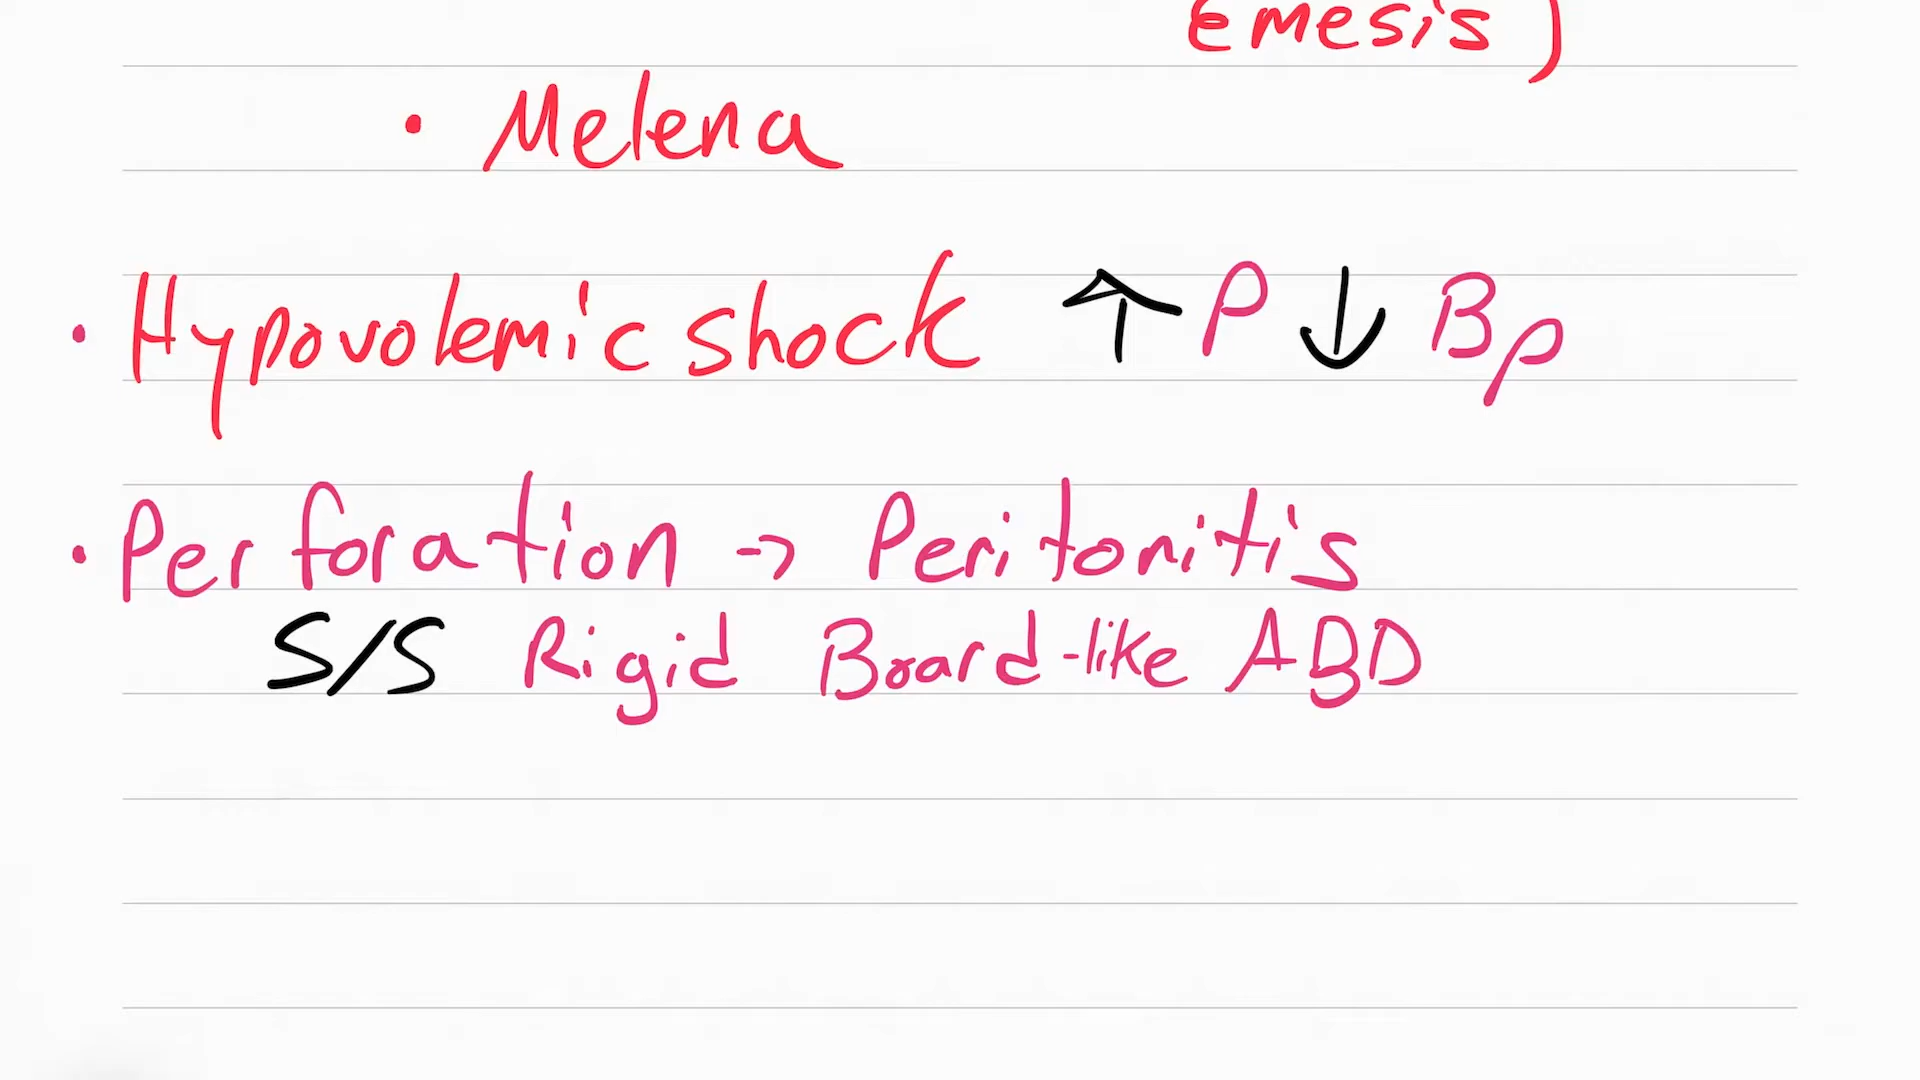 Emesis)
• Melena
• Hypovolemic shock ↑ P ↓ Bp
• Perforation -> Peritonitis
S/S Rigid Board-like ABD